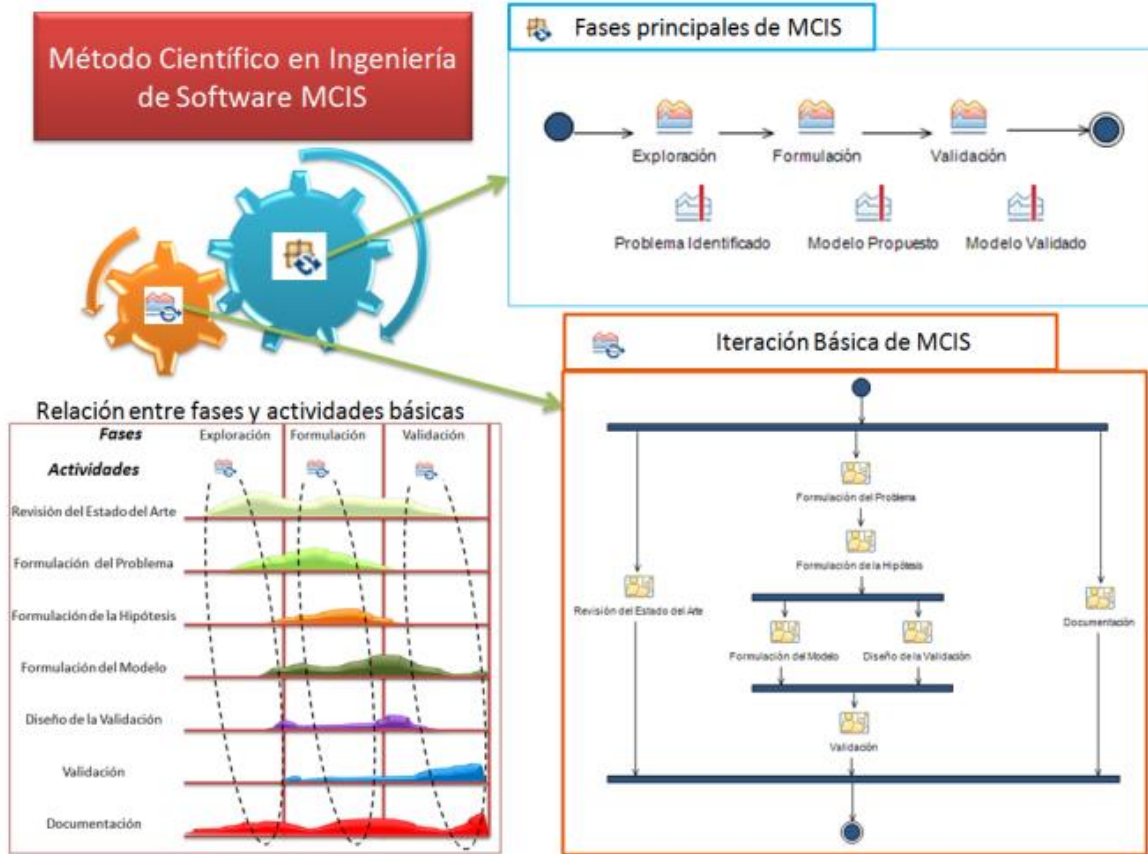 Método Científico en Ingeniería
de Software MCIS
Fases principales de MCIS
Exploración
Formulación
Validación
Problema Identificado
Modelo Propuesto
Modelo Validado
Iteración Básica de MCIS
Formulación del Problema
Formulación de la Hipótesis
Revisión del Estado del Arte
Documentación
Formulación del Modelo
Diseño de la Validación
Validación
Relación entre fases y actividades básicas
Fases Exploración Formulación Validación
Actividades
Revisión del Estado del Arte
Formulación del Problema
Formulación de la Hipótesis
Formulación del Modelo
Diseño de la Validación
Validación
Documentación